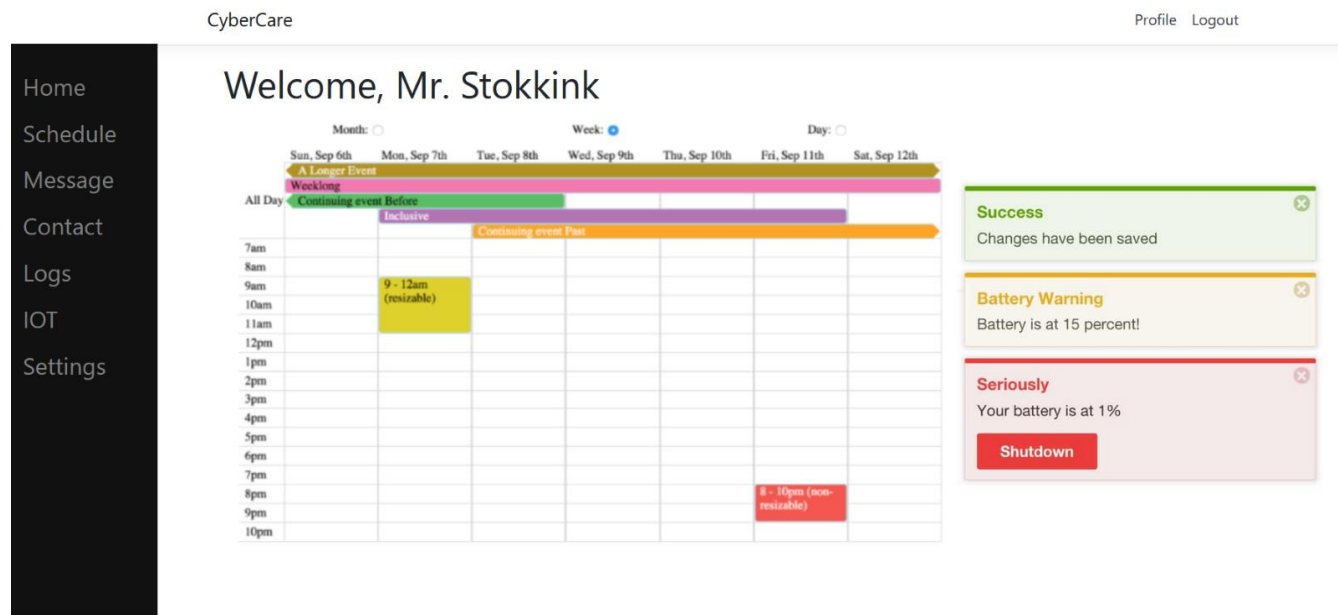 CyberCare
Profile Logout
Home
Schedule
Message
Contact
Logs
IOT
Settings
Welcome, Mr. Stokkink
Month: Week: Day:
Sun, Sep 6th Mon, Sep 7th Tue, Sep 8th Wed, Sep 9th Thu, Sep 10th Fri, Sep 11th Sat, Sep 12th
A Longer Event
Weeklong
All Day Continuing event Before
Inclusive
Continuing event Past
7am
8am
9am 9 - 12am
10am (resizable)
11am
12pm
1pm
2pm
3pm
4pm
5pm
6pm
7pm
8pm 8 - 10pm (non-
9pm resizable)
10pm
Success
Changes have been saved
Battery Warning
Battery is at 15 percent!
Seriously
Your battery is at 1%
Shutdown